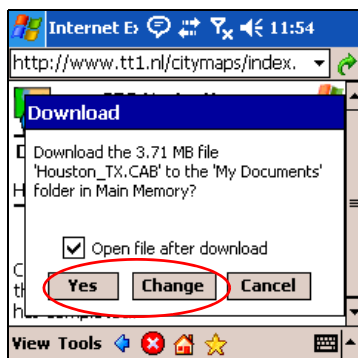 Internet E 11:54
http://www.tt1.nl/citymaps/index.
Download
Download the 3.71 MB file
'Houston_TX.CAB' to the 'My Documents'
folder in Main Memory?
Open file after download
Yes Change Cancel
View Tools